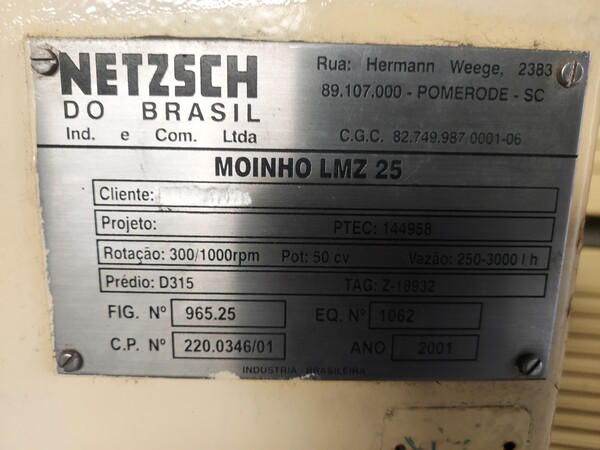 NETZSCH
DO BRASIL
Ind. e Com. Ltda
Rua: Hermann Weege, 2383
89.107.000 - POMERODE - SC
C.G.C. 82.749.987.0001-06
MOINHO LMZ 25
Cliente:
Projeto: PTEC: 144958
Rotação: 300/1000rpm Pot: 50 cv Vazão: 250-3000 l h
Prédio: D315 TAG: Z-18932
FIG. Nº 965.25 EQ. Nº 1062
C.P. Nº 220.0346/01 ANO 2001
INDUSTRIA - BRASILEIRA